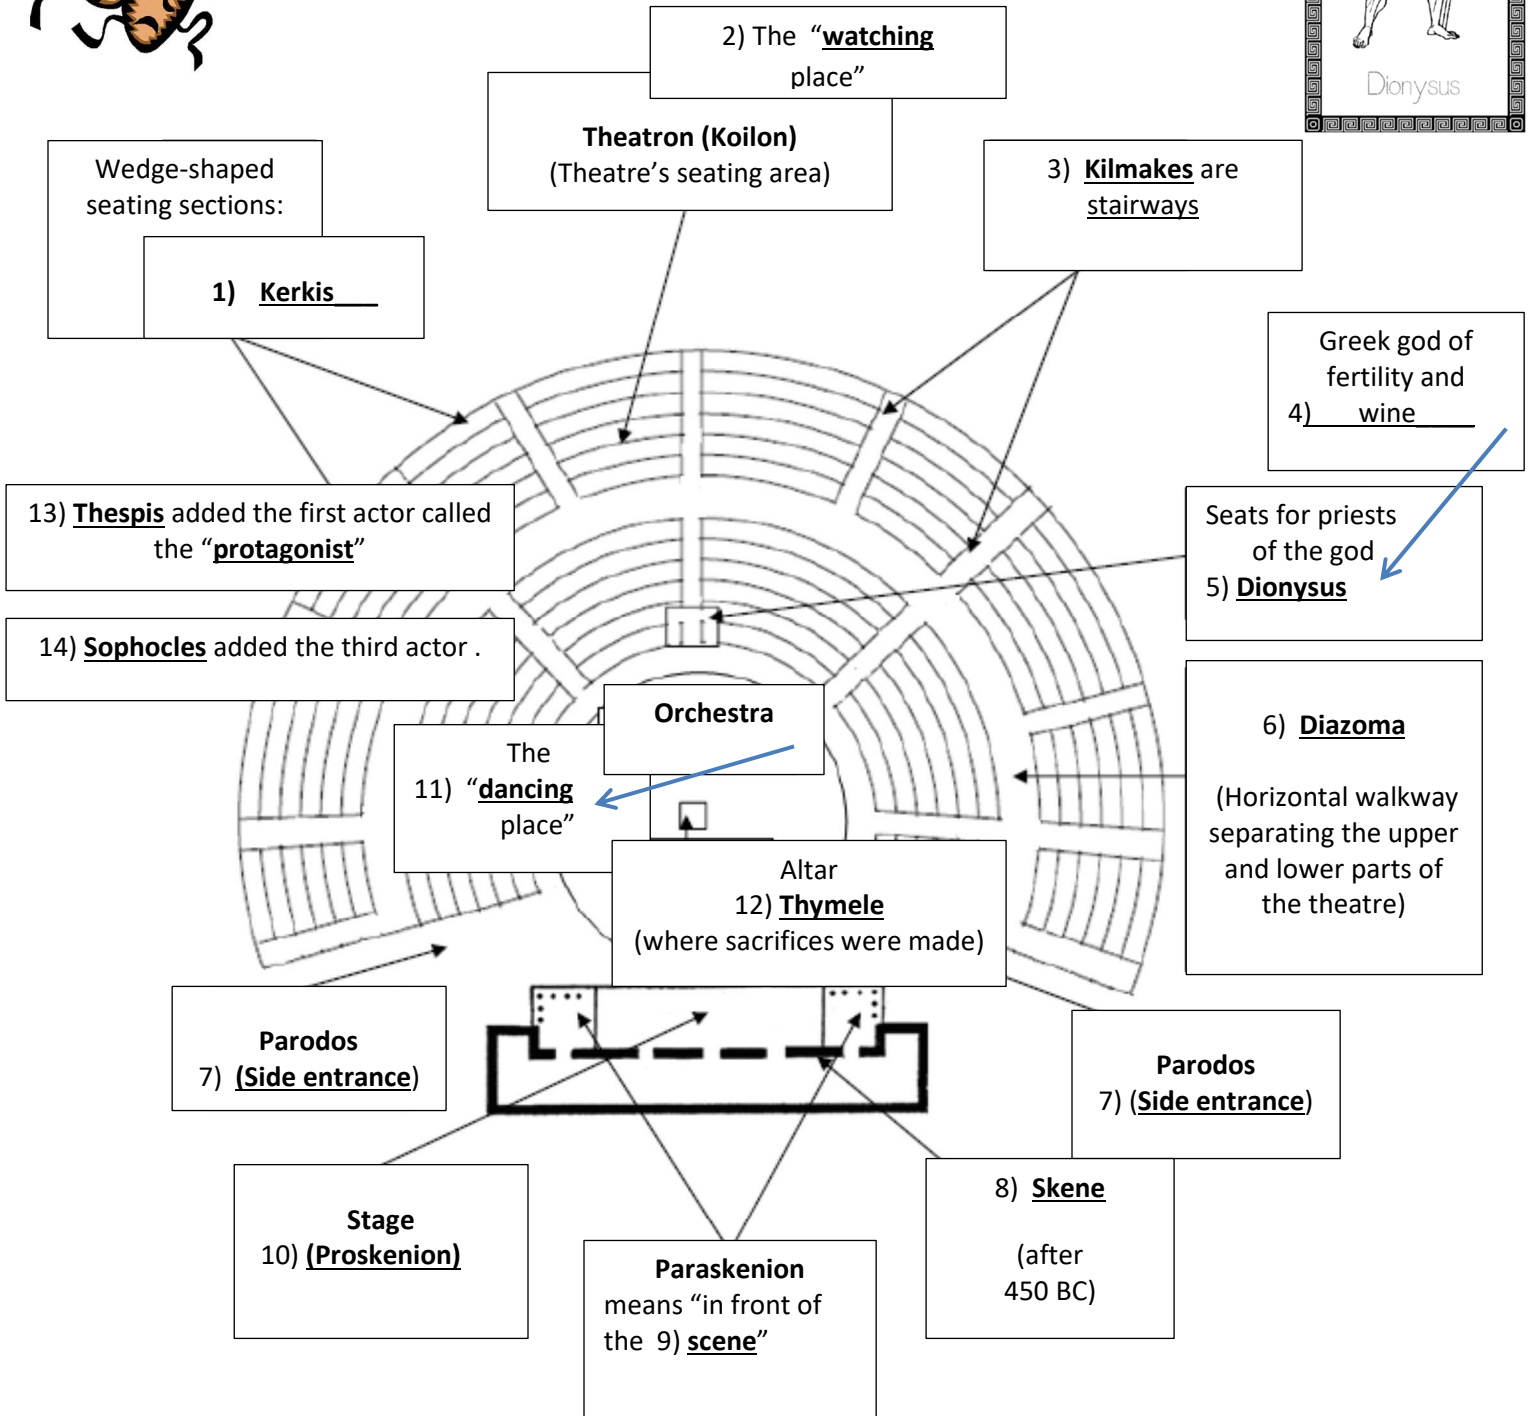 2) The “watching
place”
Dionysus
Theatron (Koilon)
(Theatre’s seating area)
Wedge-shaped
seating sections:
1) Kerkis___
3) Kilmakes are
stairways
Greek god of
fertility and
4)___wine____
13) Thespis added the first actor called
the “protagonist”
Seats for priests
of the god
5) Dionysus
14) Sophocles added the third actor .
Orchestra
The
11) “dancing
place”
6) Diazoma
(Horizontal walkway
separating the upper
and lower parts of
the theatre)
Altar
12) Thymele
(where sacrifices were made)
Parodos
7) (Side entrance)
Parodos
7) (Side entrance)
Stage
10) (Proskenion)
8) Skene
(after
450 BC)
Paraskenion
means “in front of
the 9) scene”